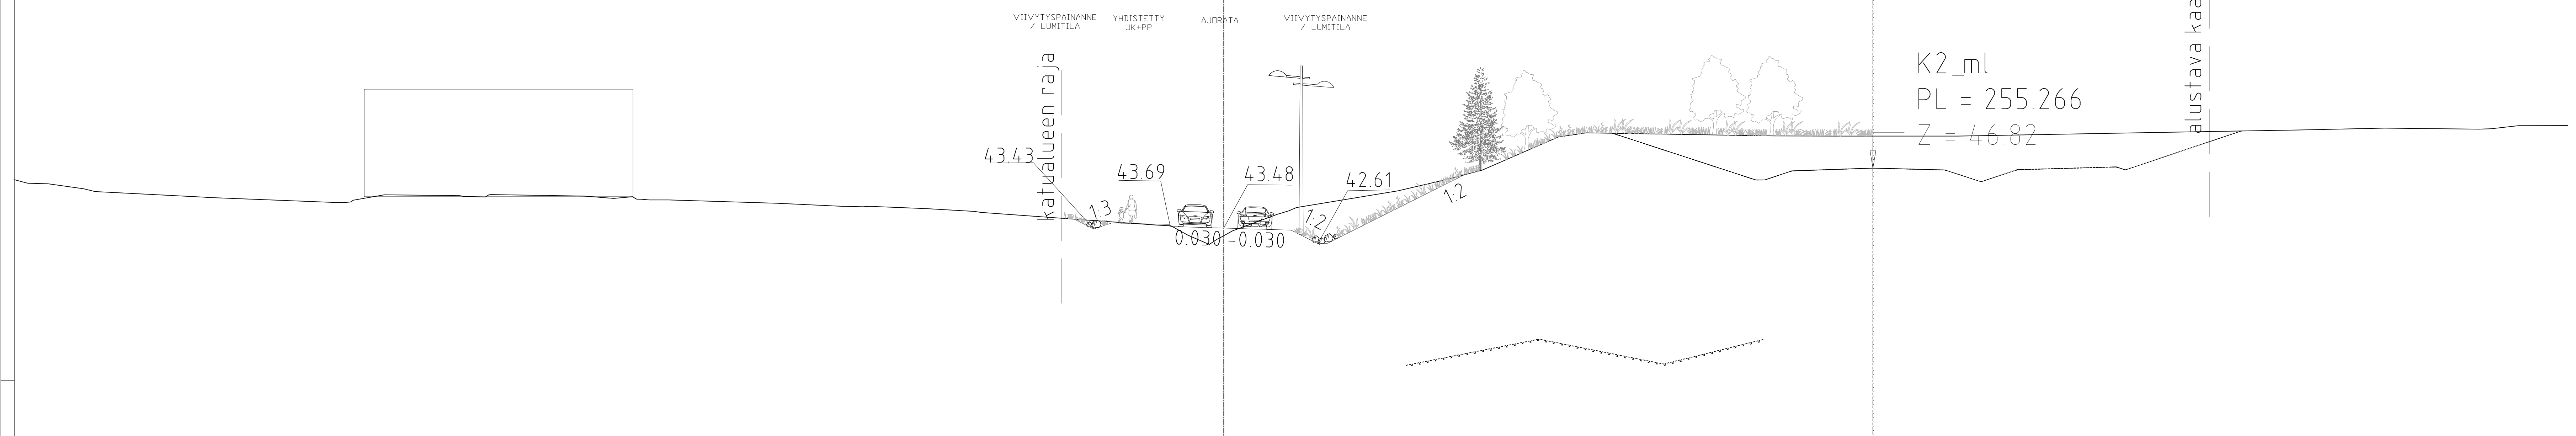 VIIVYTYSPAINANNE
/ LUMITILA
YHDISTETTY
JK+PP
AJORATA
VIIVYTYSPAINANNE
/ LUMITILA
katualueen raja
alustava kaa
K2_ml
PL = 255.266
Z = 46.82
43.43
43.69
43.48
42.61
1:3
1:2
1:2
0.030
-0.030